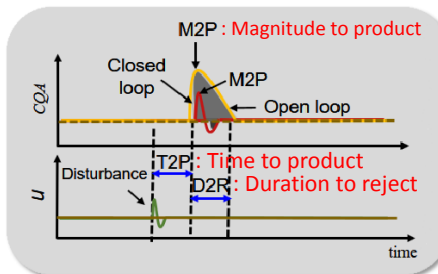 M2P : Magnitude to product
Closed loop
M2P
Open loop
CQA
T2P : Time to product
Disturbance
D2R : Duration to reject
u
time